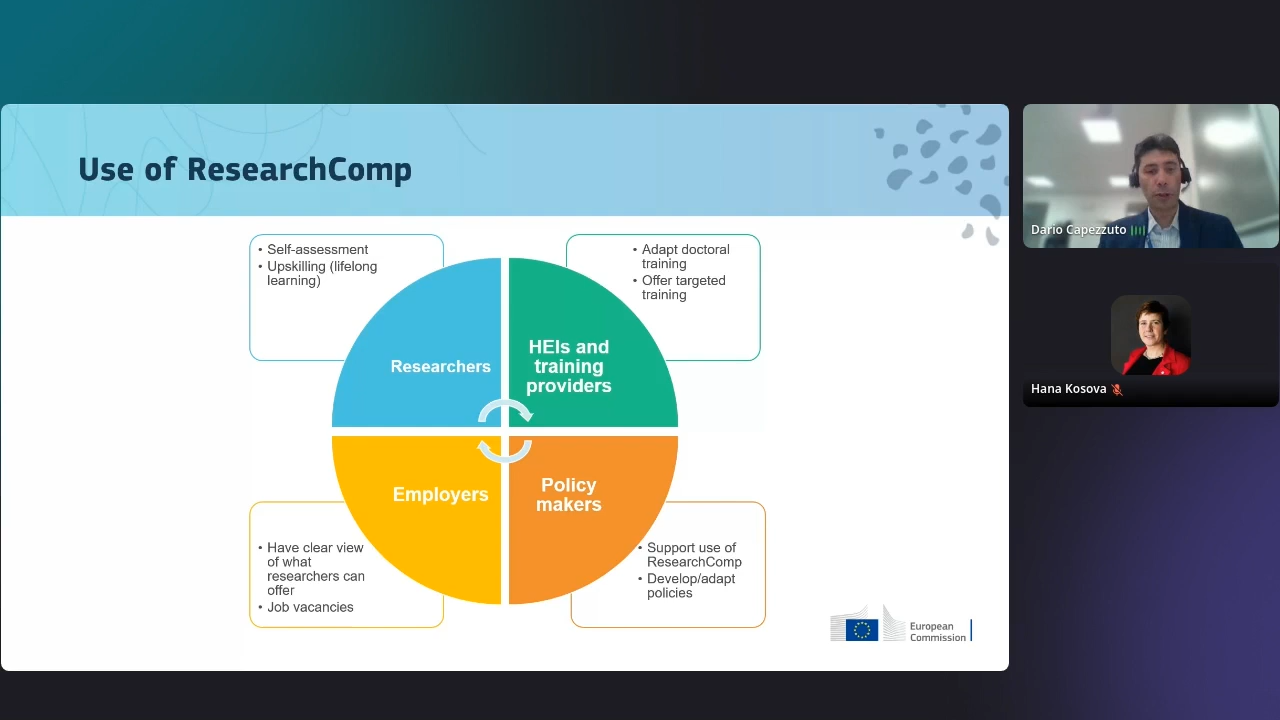 Use of ResearchComp
• Self-assessment
• Upskilling (lifelong
learning)
• Adapt doctoral
training
• Offer targeted
training
Researchers
HEIs and
training
providers
Employers
Policy
makers
• Have clear view
of what
researchers can
offer
• Job vacancies
• Support use of
ResearchComp
• Develop/adapt
policies
European
Commission
Dario Capezzuto
Hana Kosova